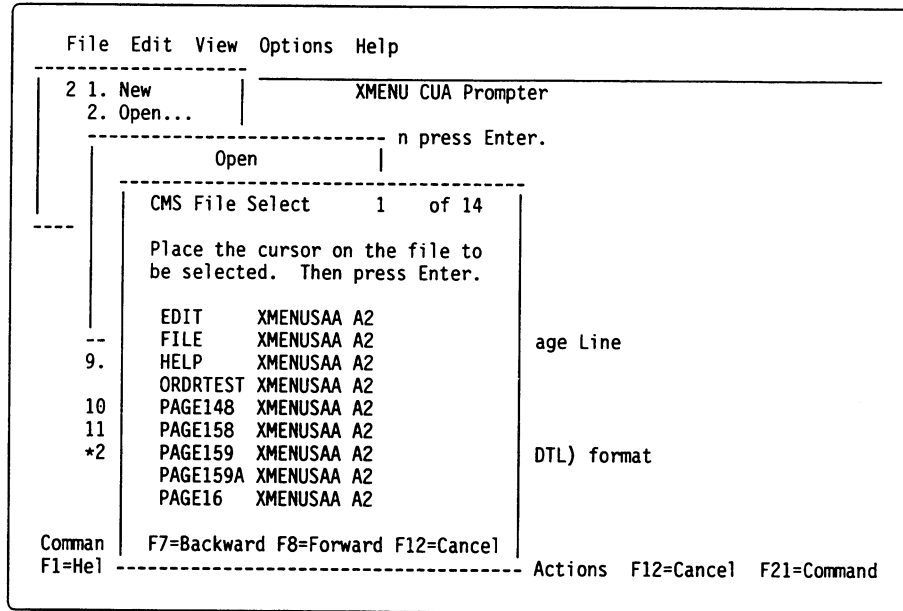 File Edit View Options Help
2 1. New XMENU CUA Prompter
2. Open...
n press Enter.
Open
CMS File Select 1 of 14
Place the cursor on the file to
be selected. Then press Enter.
EDIT XMENUSAA A2
-- FILE XMENUSAA A2 age Line
9. HELP XMENUSAA A2
ORDRTEST XMENUSAA A2
10 PAGE148 XMENUSAA A2
11 PAGE158 XMENUSAA A2
*2 PAGE159 XMENUSAA A2 DTL) format
PAGE159A XMENUSAA A2
PAGE16 XMENUSAA A2
Comman F7=Backward F8=Forward F12=Cancel
F1=Hel Actions F12=Cancel F21=Command